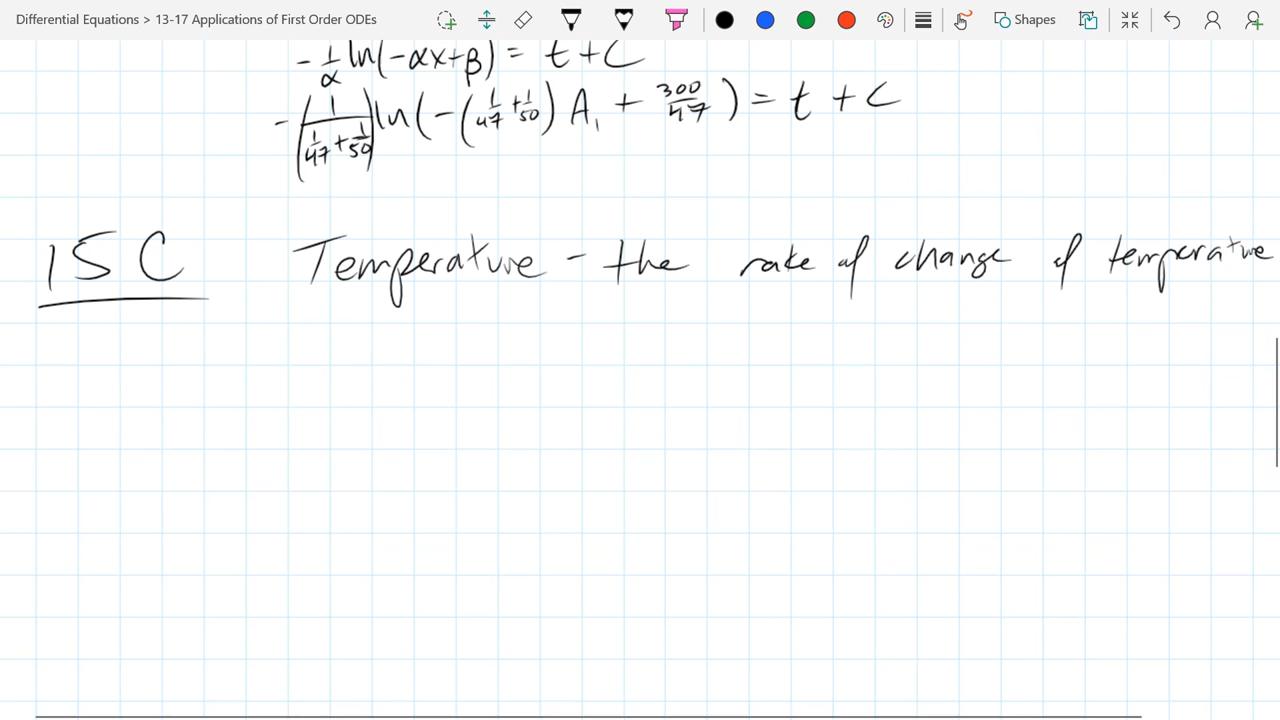 Differential Equations > 13-17 Applications of First Order ODEs
Shapes
-1/α ln(-αx+β) = t + C
-(1/(1/47 + 1/50)) ln(-(1/47 + 1/50) A₁ + 300/47) = t + C
15C Temperature - the rate of change of temperature